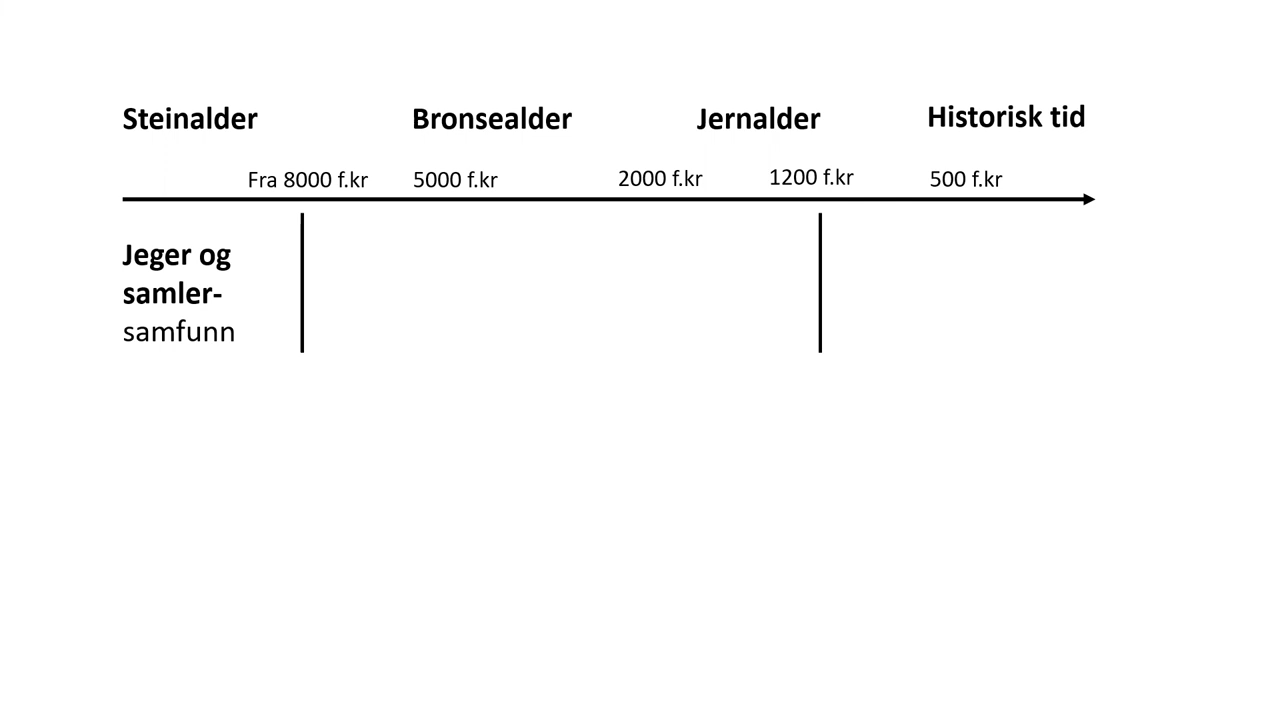 Steinalder Bronsealder Jernalder Historisk tid
Fra 8000 f.kr 5000 f.kr 2000 f.kr 1200 f.kr 500 f.kr
Jeger og
samler-
samfunn